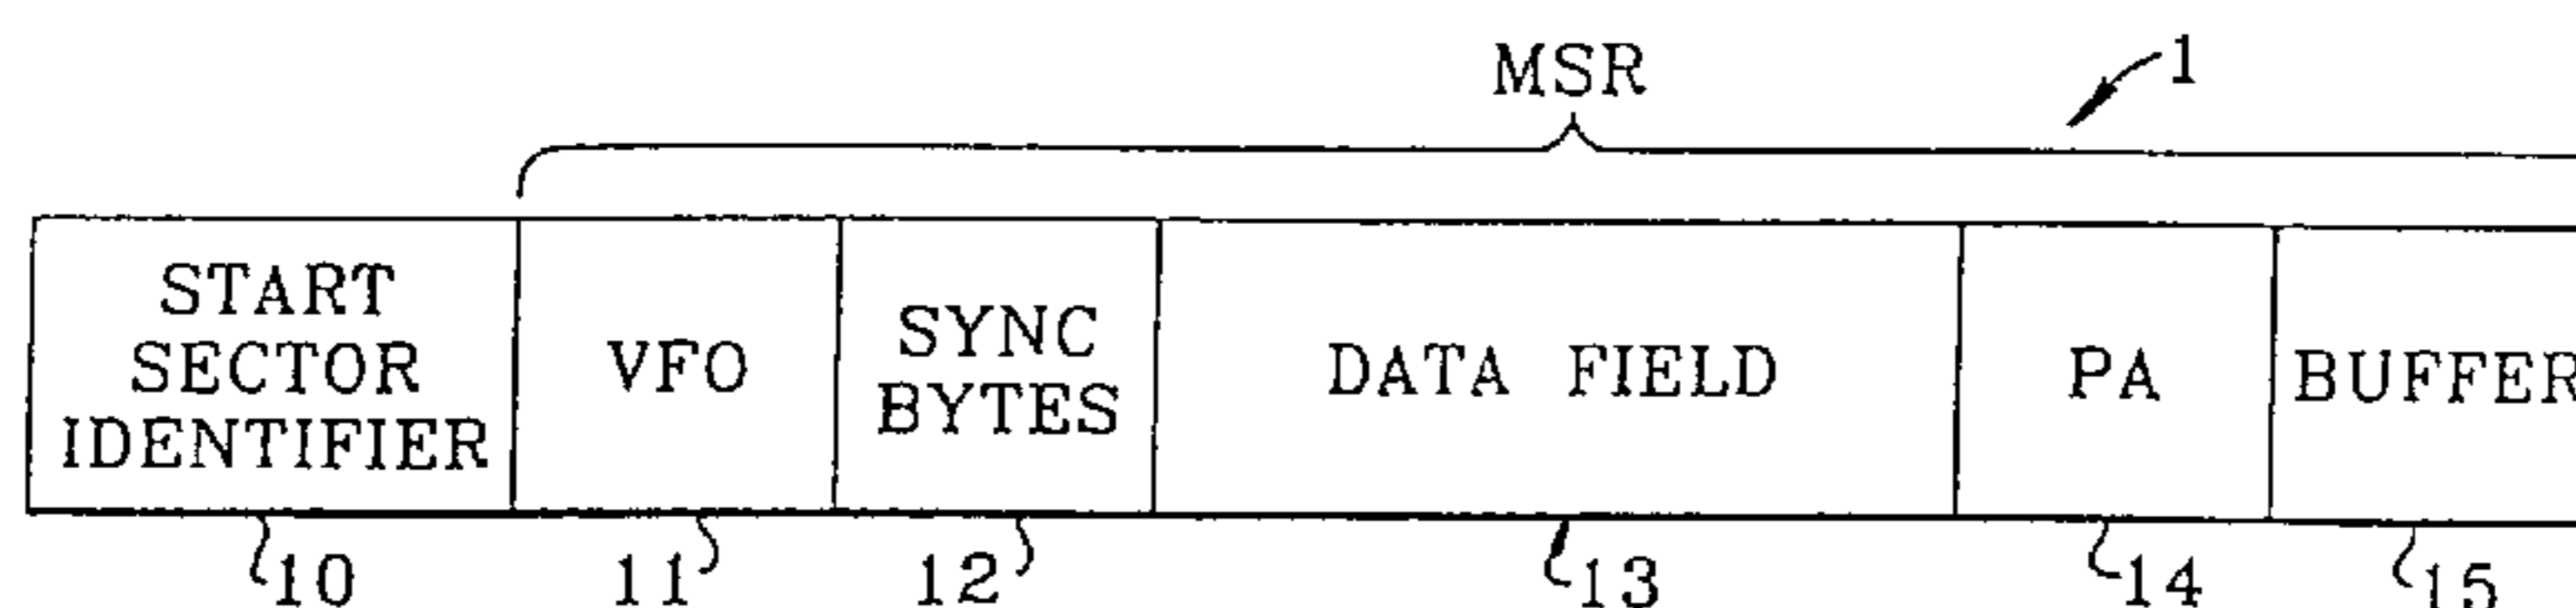 MSR
1
START
SECTOR
IDENTIFIER
VFO
SYNC
BYTES
DATA FIELD
PA
BUFFER
10
11
12
13
14
15